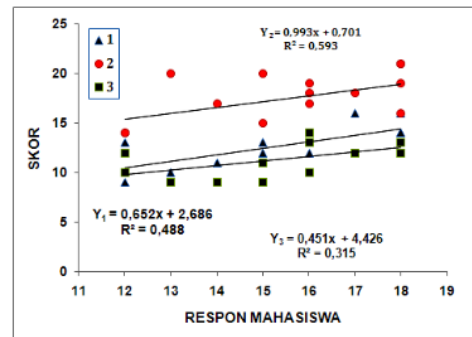 25
20
15
10
5
0
SKOR
1
2
3
Y₂ = 0,993x + 0,701
R² = 0,593
Y₁ = 0,652x + 2,686
R² = 0,488
Y₃ = 0,451x + 4,426
R² = 0,315
11 12 13 14 15 16 17 18 19
RESPON MAHASISWA